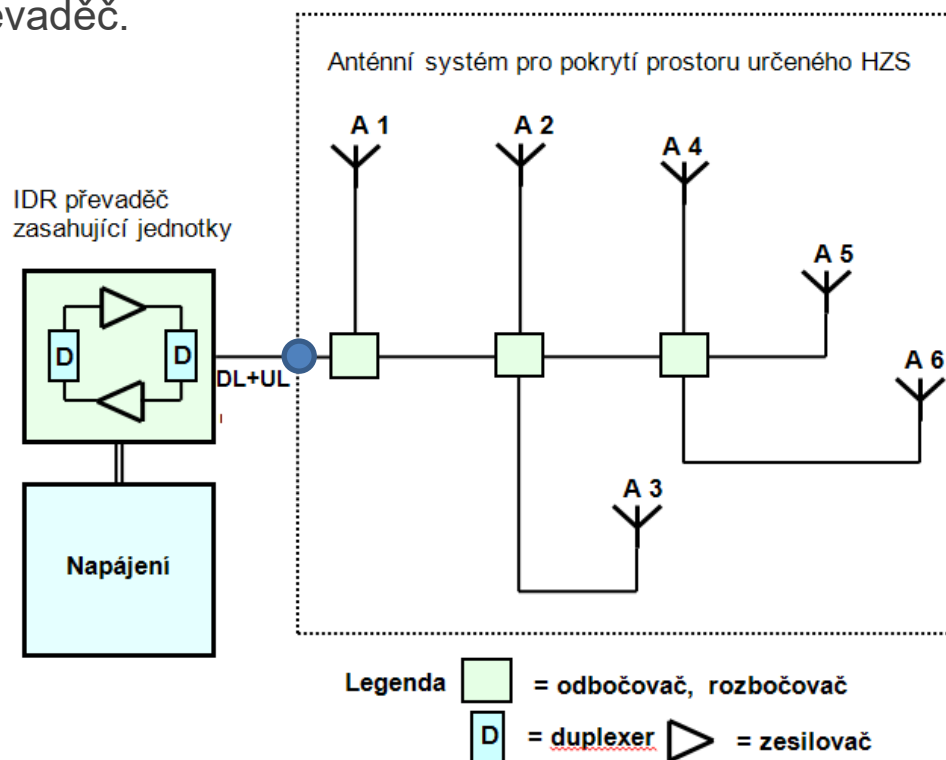 evaděč.
Anténní systém pro pokrytí prostoru určeného HZS
A 1
A 2
A 4
IDR převaděč
zasahující jednotky
A 5
D
D
DL+UL
A 6
A 3
Napájení
Legenda
= odbočovač, rozbočovač
D
= duplexer
= zesilovač